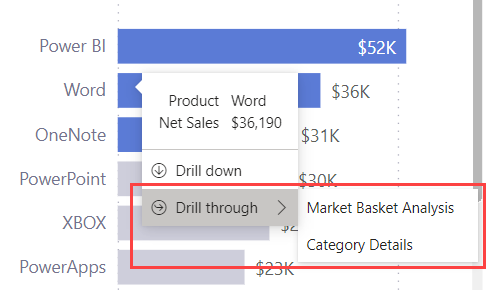 Power BI $52K
Word $36K
Product Word
Net Sales $36,190
OneNote $31K
Drill down
PowerPoint $30K
Drill through
Market Basket Analysis
XBOX
Category Details
PowerApps $23K